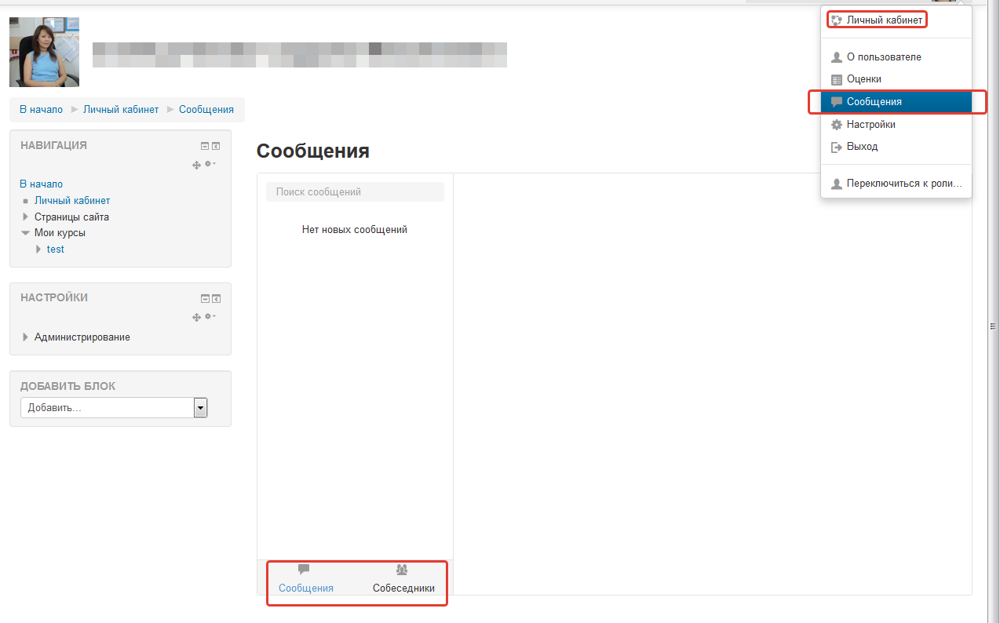 Личный кабинет
О пользователе
Оценки
Сообщения
Настройки
Выход
Переключиться к роли...
В начало Личный кабинет Сообщения
НАВИГАЦИЯ
В начало
Личный кабинет
Страницы сайта
Мои курсы
test
НАСТРОЙКИ
Администрирование
ДОБАВИТЬ БЛОК
Добавить...
Сообщения
Поиск сообщений
Нет новых сообщений
Сообщения Собеседники